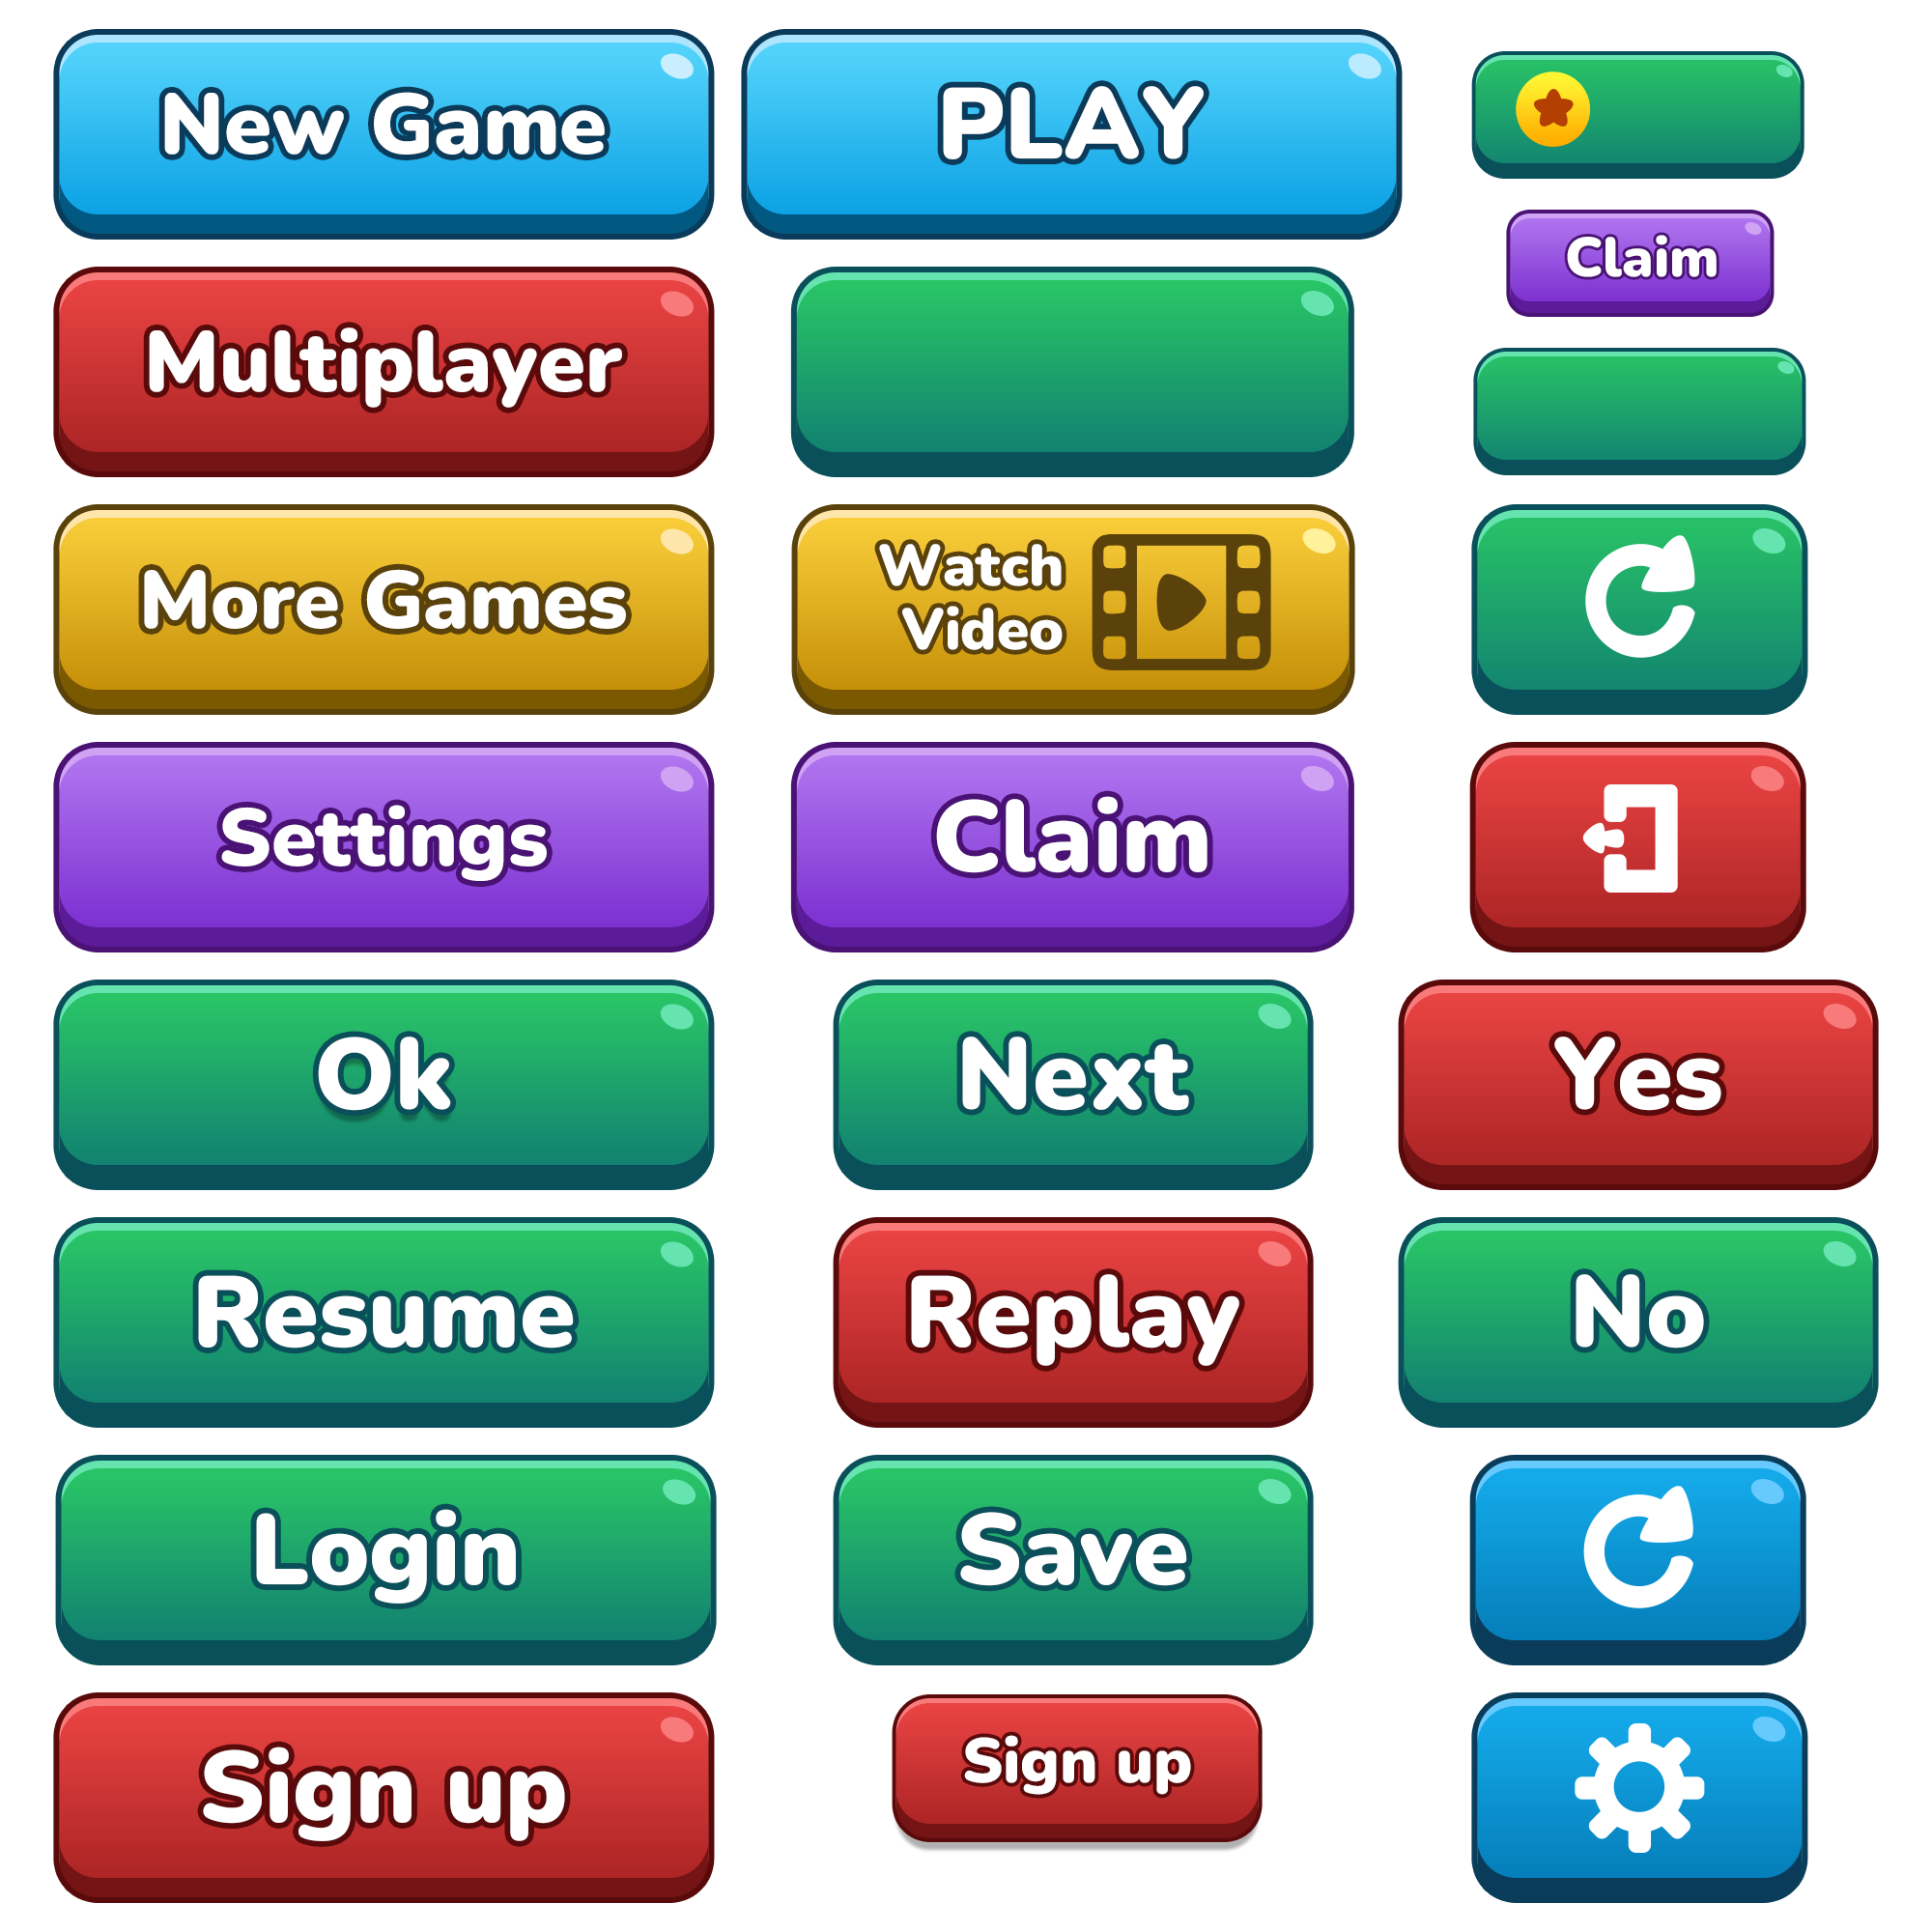 New Game
PLAY
Claim
Multiplayer
More Games
Watch
Video
Settings
Claim
Ok
Next
Yes
Resume
Replay
No
Login
Save
Sign up
Sign up